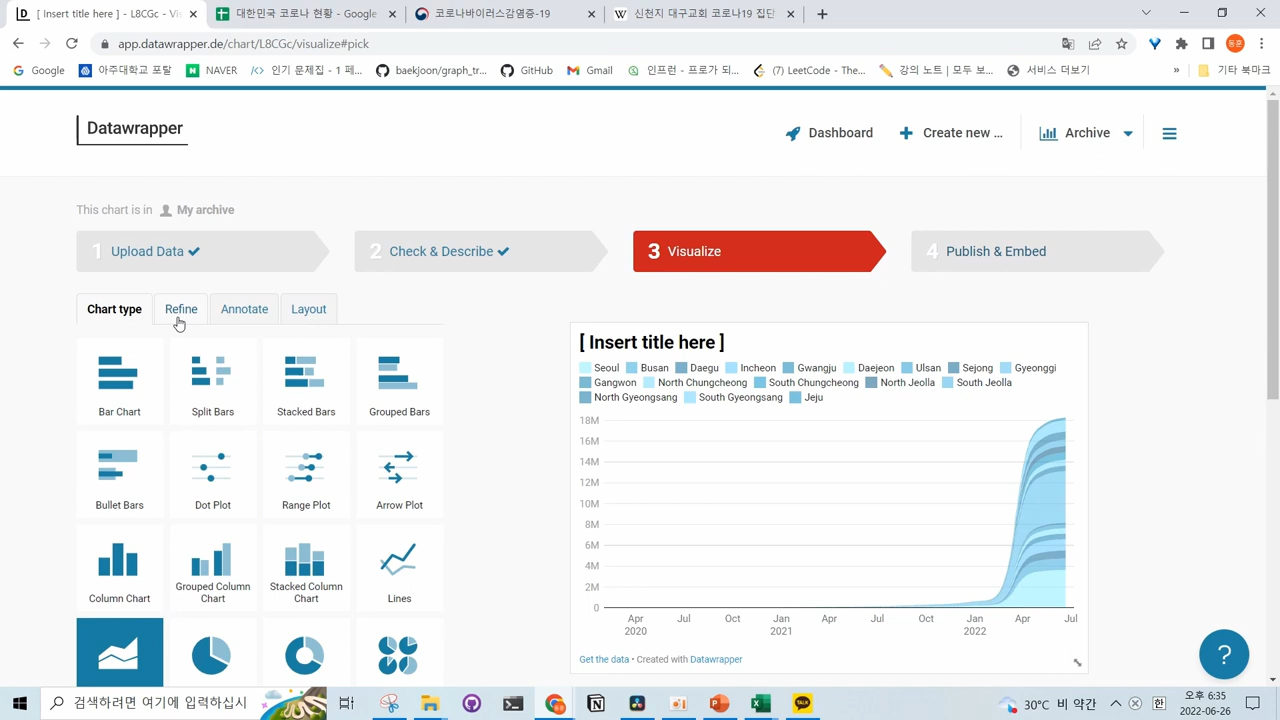 [ Insert title here ] - L8CGc - Vis
대한민국 코로나 현황 - Google
코로나바이러스감염증-19
신천지 대구교회 코로나19 집단
app.datawrapper.de/chart/L8CGc/visualize#pick
동훈
Google
아주대학교 포탈
NAVER
인기 문제집 - 1 페...
baekjoon/graph_tr...
GitHub
Gmail
인프런 - 프로가 되...
(7) LeetCode - The...
강의 노트 | 모두 보...
서비스 더보기
»
기타 북마크
Datawrapper
Dashboard
Create new ...
Archive
This chart is in My archive
1 Upload Data
2 Check & Describe
3 Visualize
4 Publish & Embed
Chart type
Refine
Annotate
Layout
Bar Chart
Split Bars
Stacked Bars
Grouped Bars
Bullet Bars
Dot Plot
Range Plot
Arrow Plot
Column Chart
Grouped Column
Chart
Stacked Column
Chart
Lines
[ Insert title here ]
Seoul Busan Daegu Incheon Gwangju Daejeon Ulsan Sejong Gyeonggi
Gangwon North Chungcheong South Chungcheong North Jeolla South Jeolla
North Gyeongsang South Gyeongsang Jeju
18M
16M
14M
12M
10M
8M
6M
4M
2M
0
Apr Jul Oct Jan Apr Jul Oct Jan Apr Jul
2020 2021 2022
Get the data • Created with Datawrapper
?
검색하려면 여기에 입력하십시
TALK
30°C 비 약간
한
오후 6:35
2022-06-26